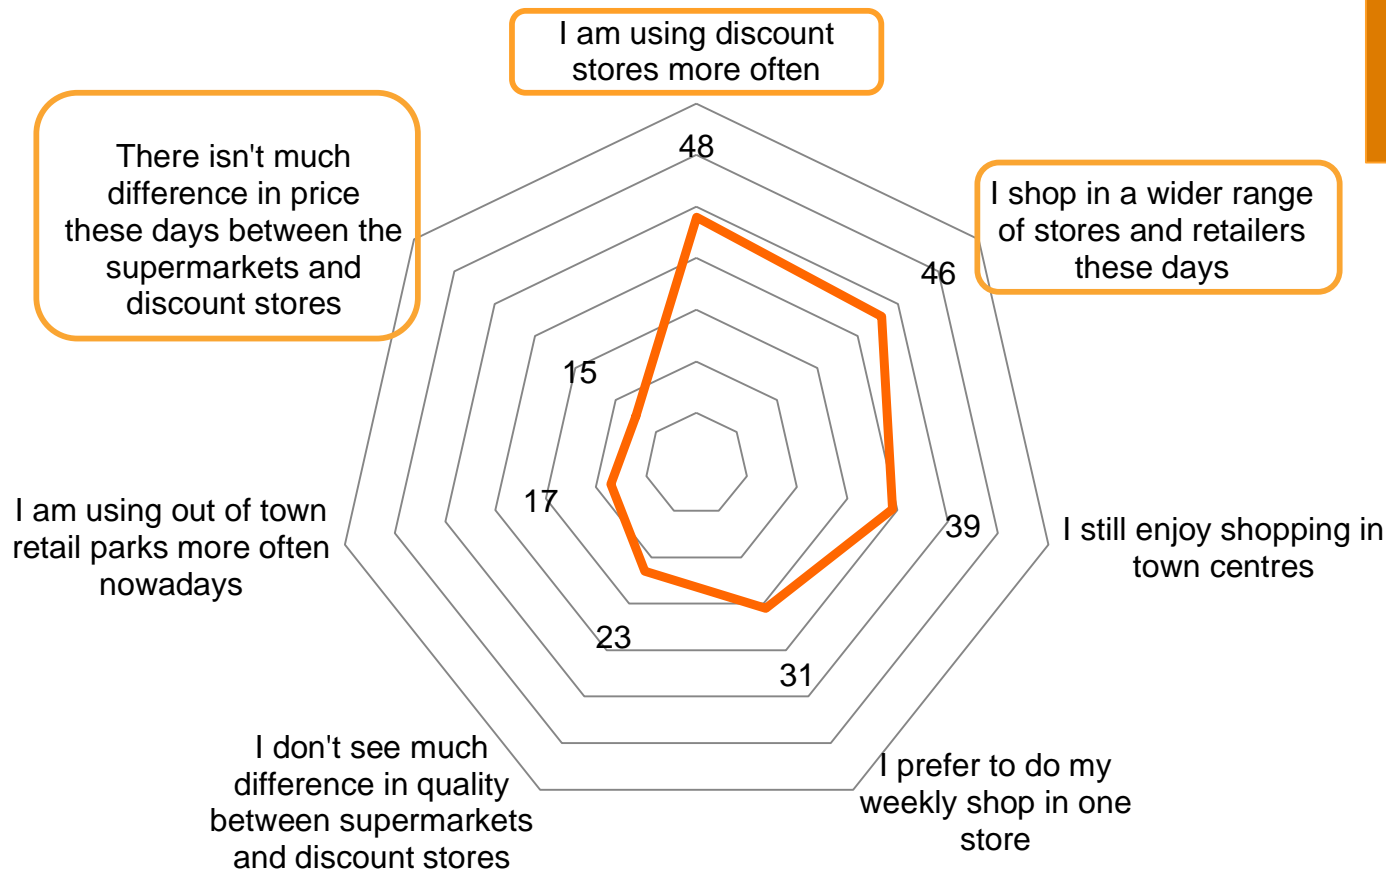 I am using discount
stores more often
48
There isn't much
difference in price
these days between the
supermarkets and
discount stores
I shop in a wider range
of stores and retailers
these days
46
15
I am using out of town
retail parks more often
nowadays
17
39
I still enjoy shopping in
town centres
23
31
I don't see much
difference in quality
between supermarkets
and discount stores
I prefer to do my
weekly shop in one
store